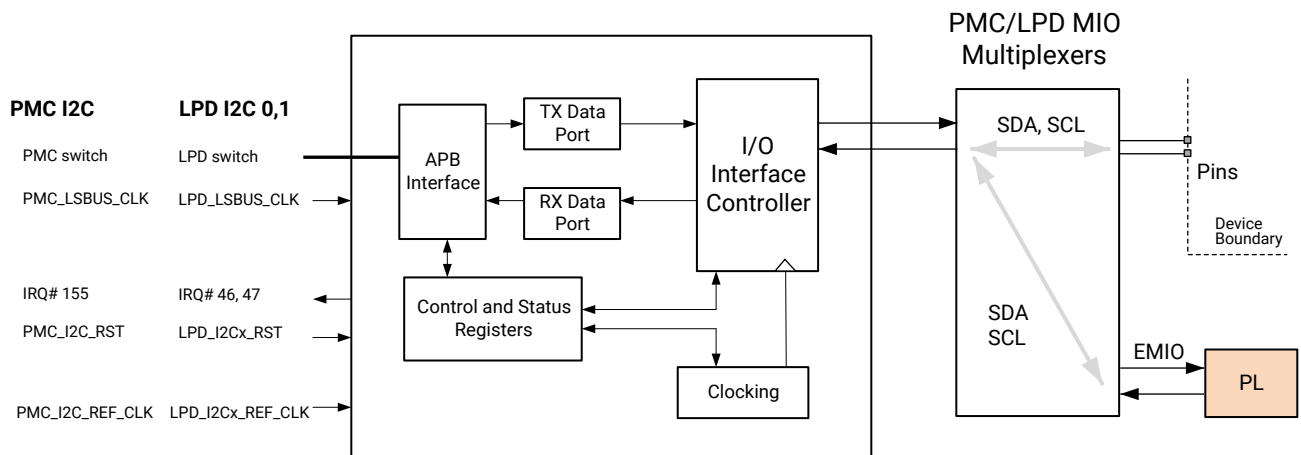 PMC/LPD MIO
Multiplexers
PMC I2C LPD I2C 0,1
PMC switch LPD switch
PMC_LSBUS_CLK LPD_LSBUS_CLK
IRQ# 155 IRQ# 46, 47
PMC_I2C_RST LPD_I2Cx_RST
PMC_I2C_REF_CLK LPD_I2Cx_REF_CLK
APB
Interface
TX Data
Port
RX Data
Port
I/O
Interface
Controller
Control and Status
Registers
Clocking
SDA, SCL
SDA
SCL
Pins
Device
Boundary
EMIO
PL